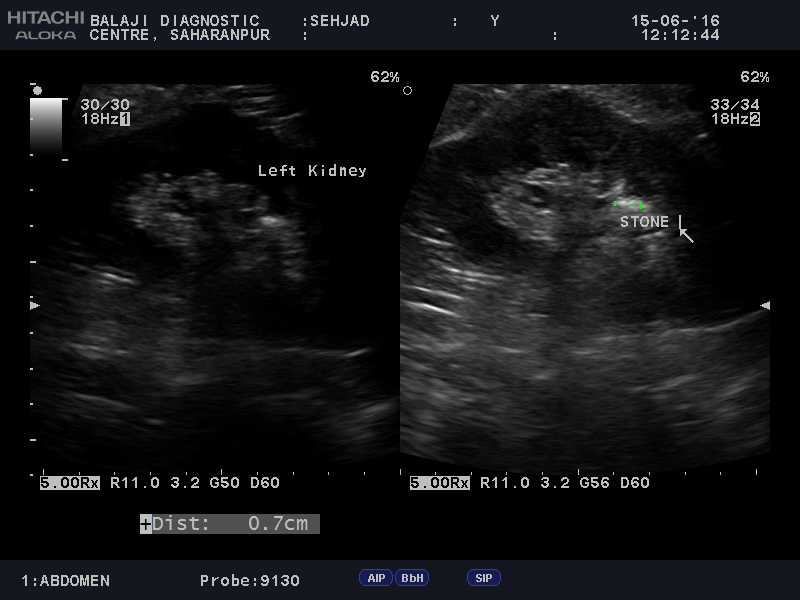 HITACHI BALAJI DIAGNOSTIC :SEHJAD : Y 15-06-'16
ALOKA CENTRE, SAHARANPUR : : 12:12:44
62% 62%
30/30 33/34
18Hz1 18Hz2
Left Kidney
STONE
5.00Rx R11.0 3.2 G50 D60 5.00Rx R11.0 3.2 G56 D60
+Dist: 0.7cm
1:ABDOMEN Probe:9130 AIP BbH SIP